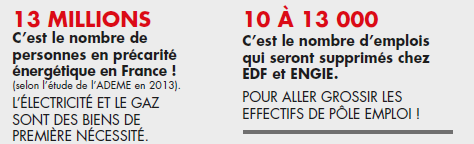 13 MILLIONS
C'est le nombre de
personnes en précarité
énergétique en France !
(selon l'étude de l'ADEME en 2013).
L'ÉLECTRICITÉ ET LE GAZ
SONT DES BIENS DE
PREMIÈRE NÉCESSITÉ.
10 À 13 000
C'est le nombre d'emplois
qui seront supprimés chez
EDF et ENGIE.
POUR ALLER GROSSIR LES
EFFECTIFS DE PÔLE EMPLOI !